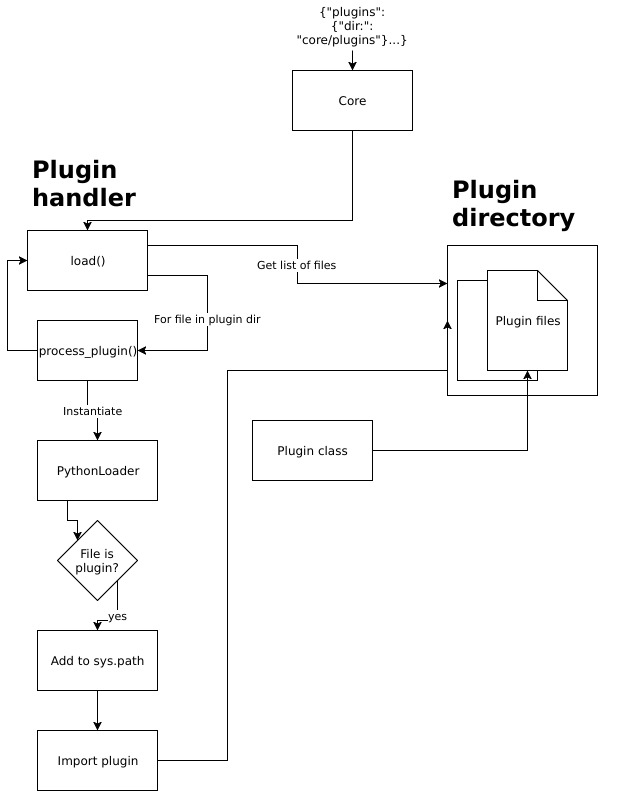 {"plugins":
{"dir:":
"core/plugins"}...}
Core
Plugin
handler
Plugin
directory
load()
Get list of files
For file in plugin dir
Plugin files
process_plugin()
Instantiate
Plugin class
PythonLoader
File is
plugin?
yes
Add to sys.path
Import plugin